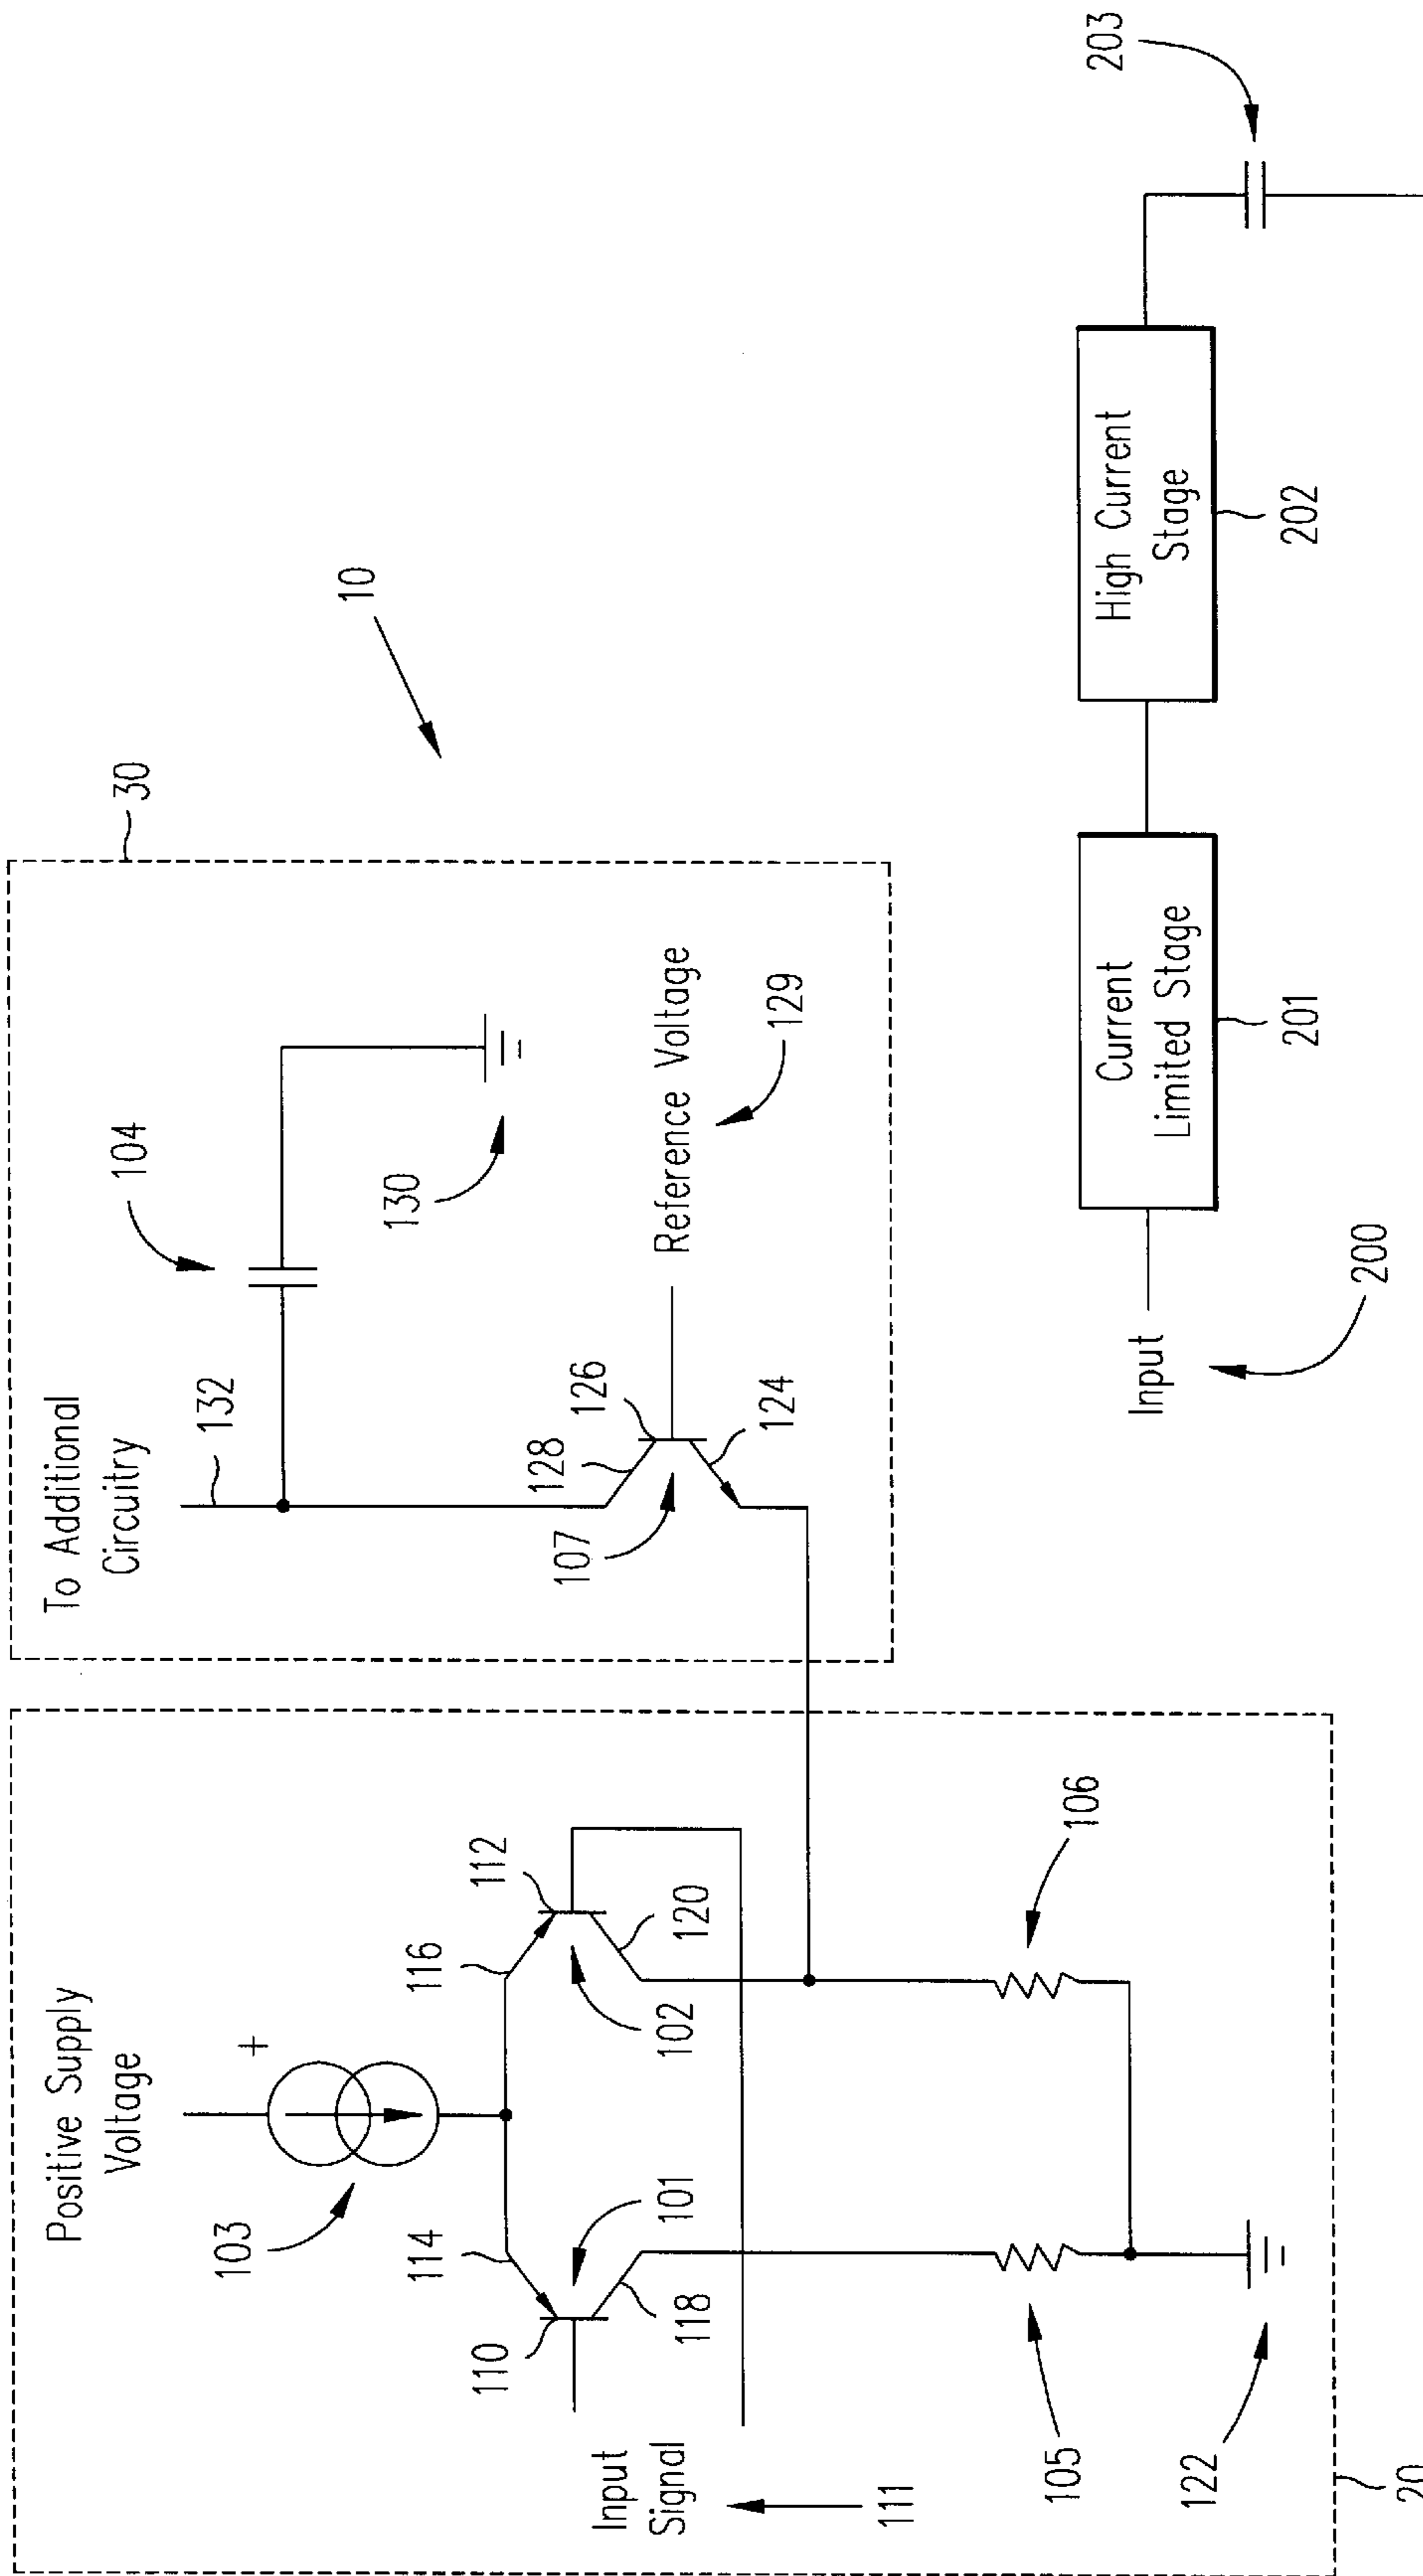 10
20
30
Positive Supply
Voltage
+
103
114
116
110
112
101
102
118
120
Input
Signal
111
105
106
122
To Additional
Circuitry
132
104
130
128
126
107
124
Reference Voltage
129
Input
200
Current
Limited Stage
201
High Current
Stage
202
203